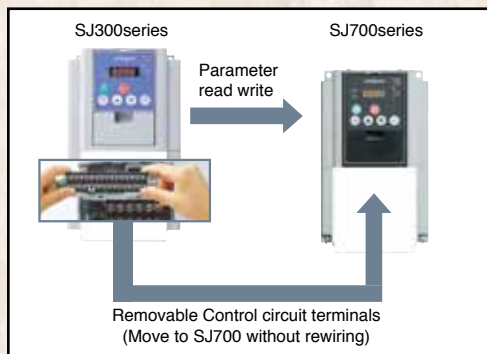 SJ300series
SJ700series
Parameter
read write
Removable Control circuit terminals
(Move to SJ700 without rewiring)